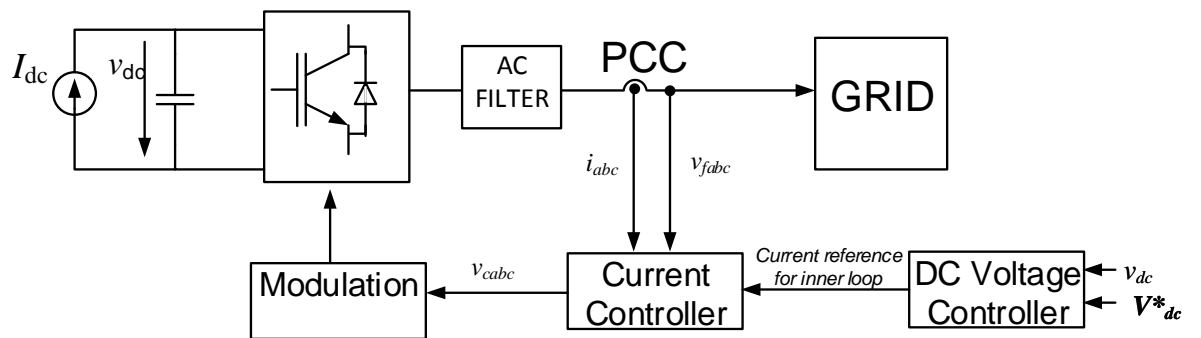 I_dc
v_dc
AC
FILTER
PCC
GRID
i_abc
v_fabc
Modulation
v_cabc
Current
Controller
Current reference
for inner loop
DC Voltage
Controller
v_dc
V*_dc